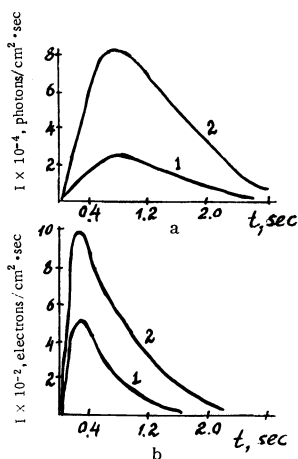 I × 10-4, photons/cm2 •sec
8
6
4
2
2
1
0.4 1.2 2.0
t, sec
a
I × 10-2, electrons/cm2 •sec
10
8
6
4
2
2
1
0.4 1.2 2.0
t, sec
b